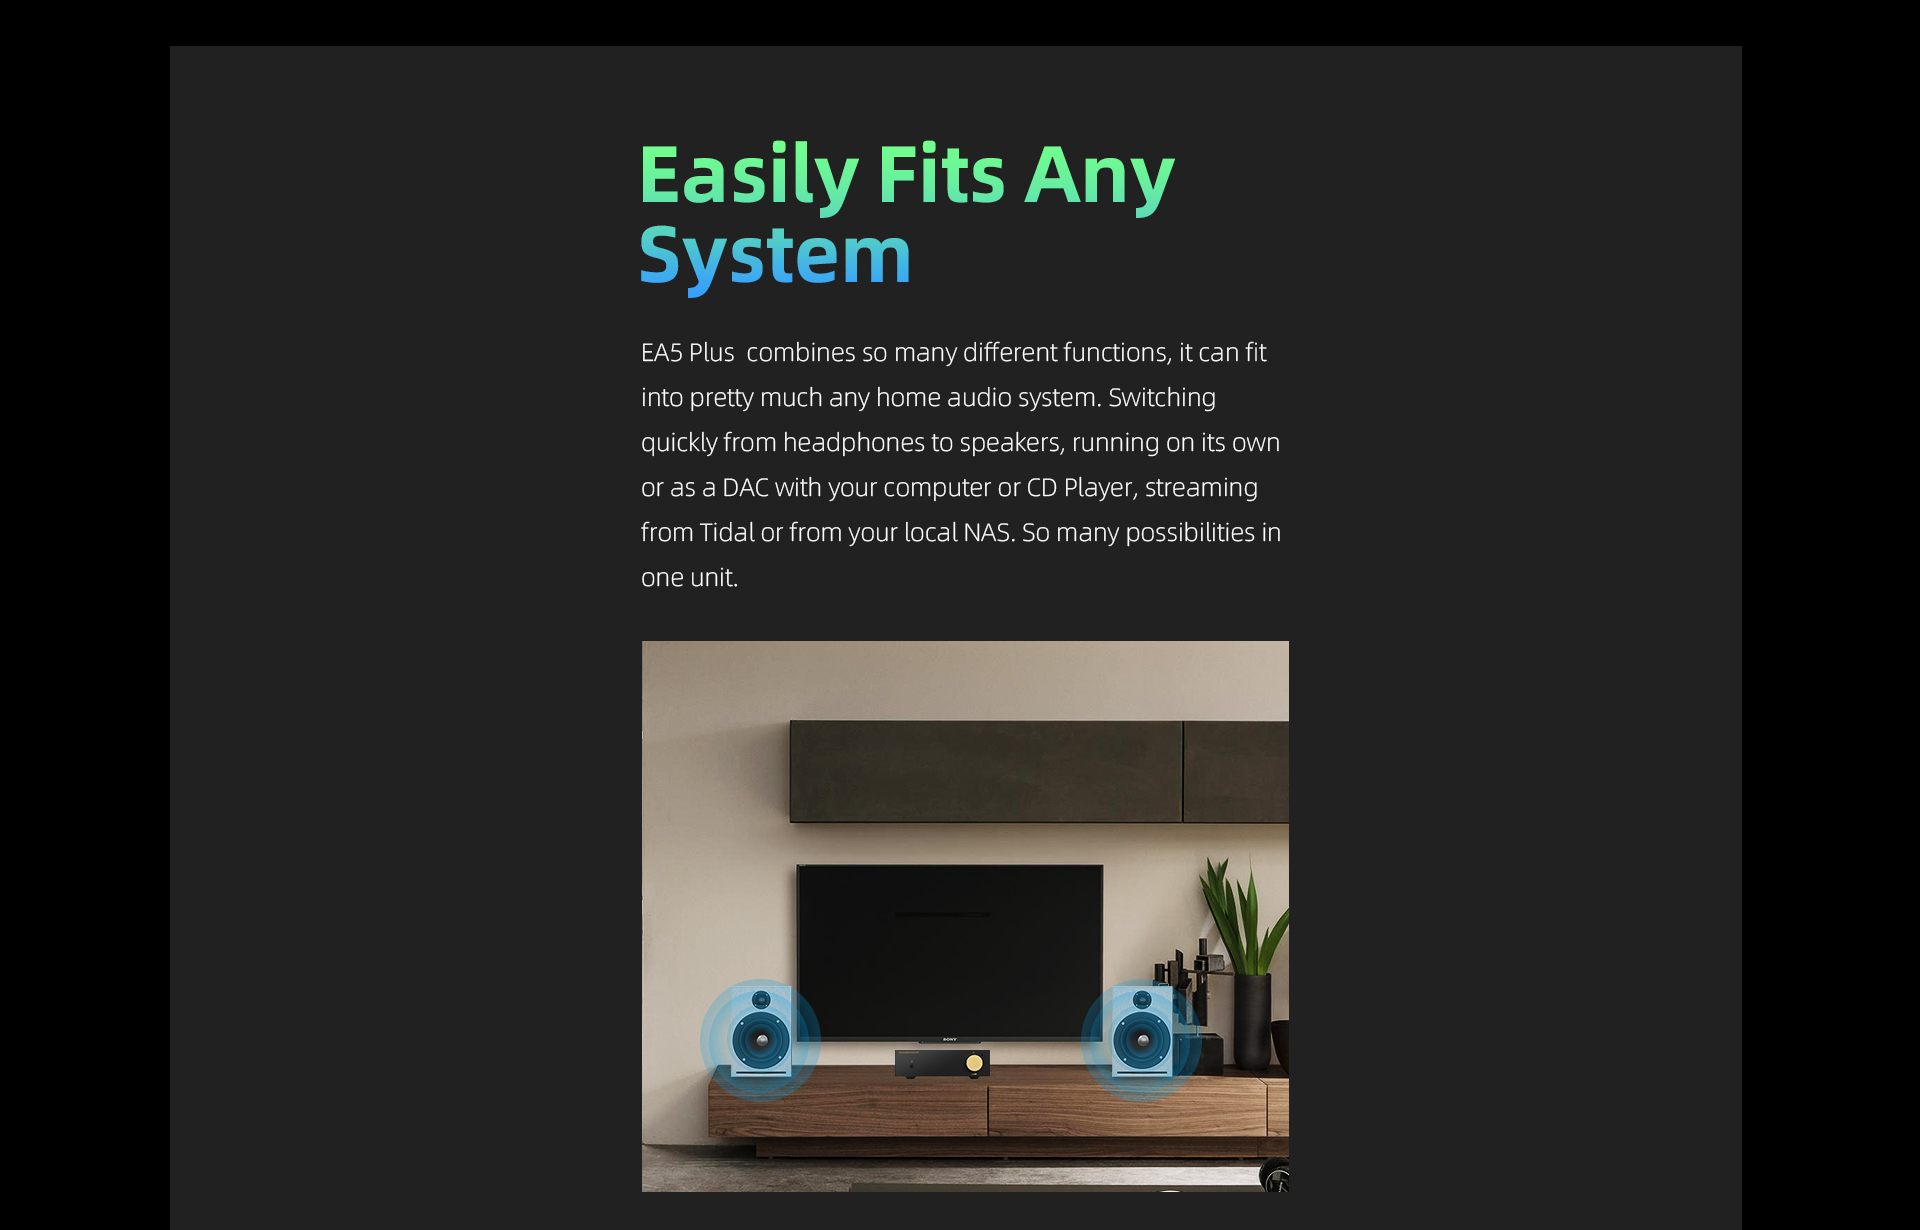 Easily Fits Any
System
EA5 Plus combines so many different functions, it can fit
into pretty much any home audio system. Switching
quickly from headphones to speakers, running on its own
or as a DAC with your computer or CD Player, streaming
from Tidal or from your local NAS. So many possibilities in
one unit.
SONY